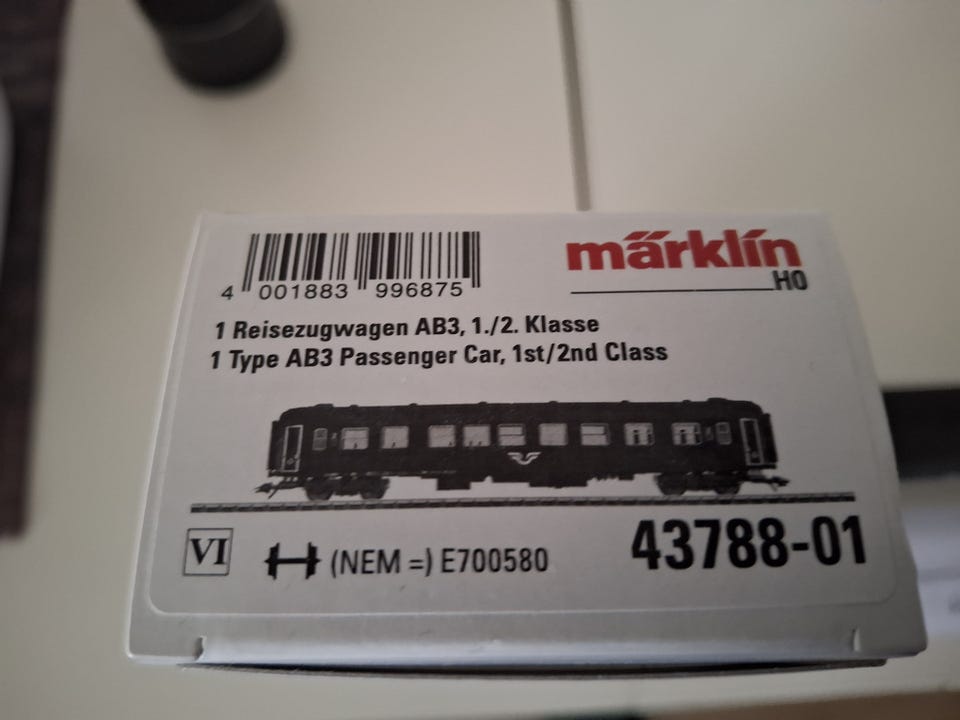 märklin
H0
4 001883 996875
1 Reisezugwagen AB3, 1./2. Klasse
1 Type AB3 Passenger Car, 1st/2nd Class
VI
(NEM =) E700580
43788-01